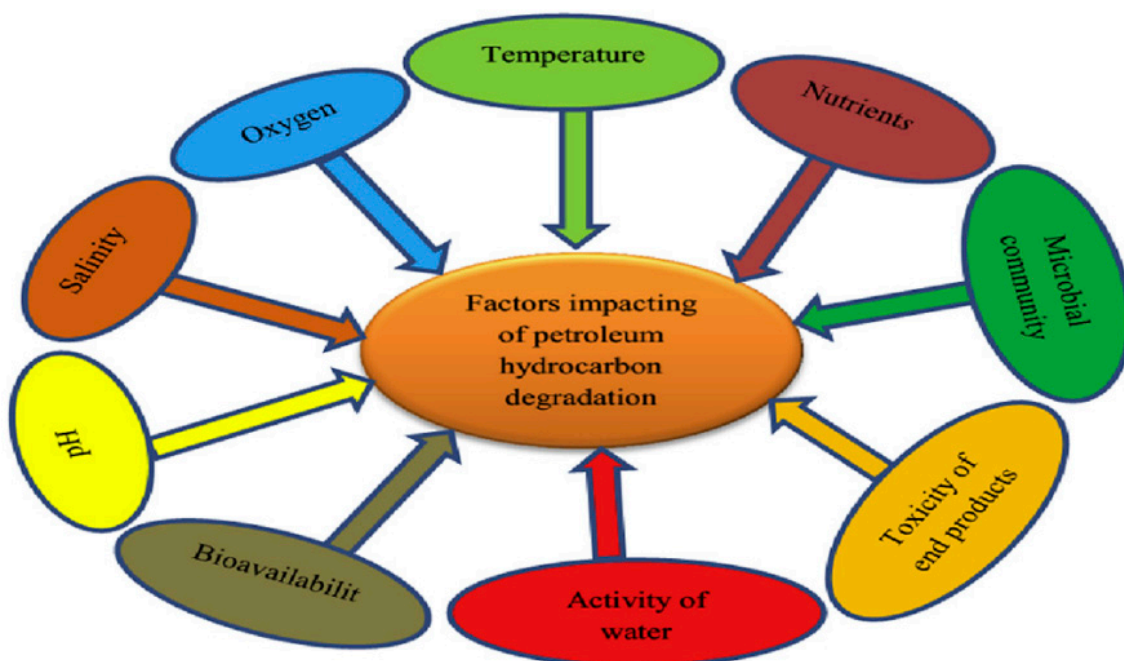 Temperature
Nutrients
Microbial
community
Toxicity of
end products
Activity of
water
Bioavailabilit
pH
Salinity
Oxygen
Factors impacting
of petroleum
hydrocarbon
degradation